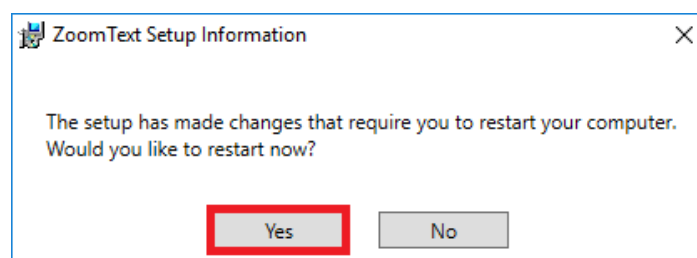 ZoomText Setup Information
The setup has made changes that require you to restart your computer.
Would you like to restart now?
Yes No